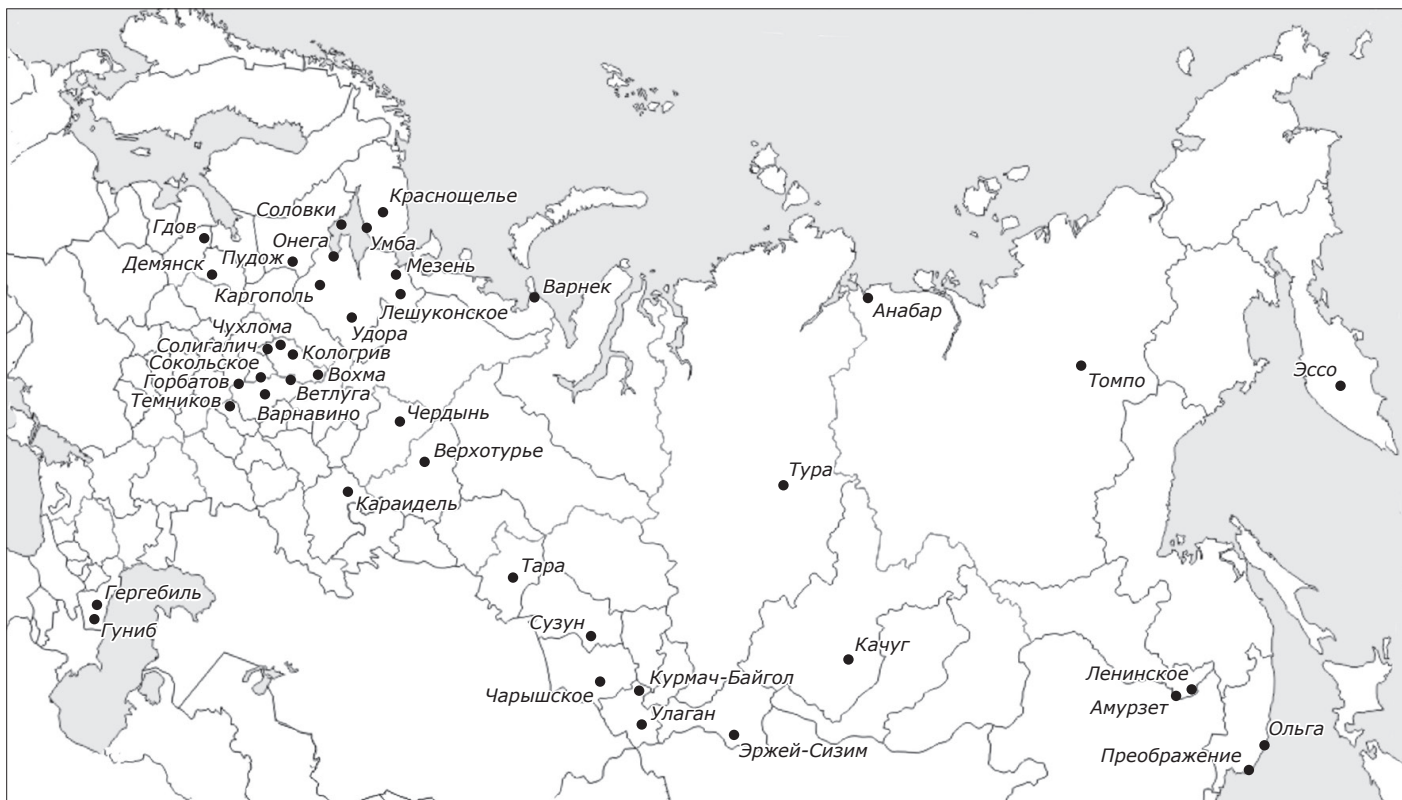 Краснощелье
Соловки
Гдов
Онега
Умба
Демянск
Пудож
Мезень
Варнек
Каргополь
Лешуконское
Анабар
Чухлома
Удора
Солигалич
Кологрив
Сокольское
Вохма
Горбатов
Ветлуга
Темников
Варнавино
Томпо
Эссо
Чердынь
Верхотурье
Тура
Караидель
Тара
Гергебиль
Гуниб
Сузун
Качуг
Курмач-Байгол
Ленинское
Чарышское
Улаган
Амурзет
Эржей-Сизим
Ольга
Преображение